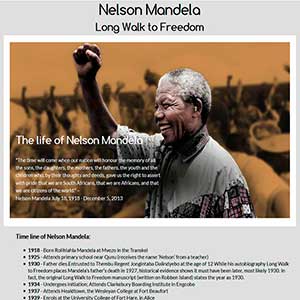 Nelson Mandela
Long Walk to Freedom
The life of Nelson Mandela
"The time will come when our nation will honour the memory of all
the sons, the daughters, the mothers, the fathers, the youth and the
children who, by their thoughts and deeds, gave us the right to assert
with pride that we are South Africans, that we are Africans, and that
we are citizens of the world." -
Nelson Mandela July 18, 1918 - December 5, 2013
Time line of Nelson Mandela:
1918 - Born Rolihlahla Mandela at Mvezo in the Transkei
1925 - Attends primary school near Qunu (receives the name 'Nelson' from a teacher)
1930 - Father dies. Entrusted to Thembu Regent Jongintaba Dalindyebo at the age of 12 While his autobiography Long Walk
to Freedom places Mandela's father's death in 1927, historical evidence shows it must have been later, most likely 1930. In
fact, the original Long Walk to Freedom manuscript (written on Robben Island) states the year as 1930.
1934 - Undergoes initiation; Attends Clarkebury Boarding Institute in Engcobo
1937 - Attends Healdtown, the Wesleyan College at Fort Beaufort
1939 - Enrols at the University College of Fort Hare, in Alice